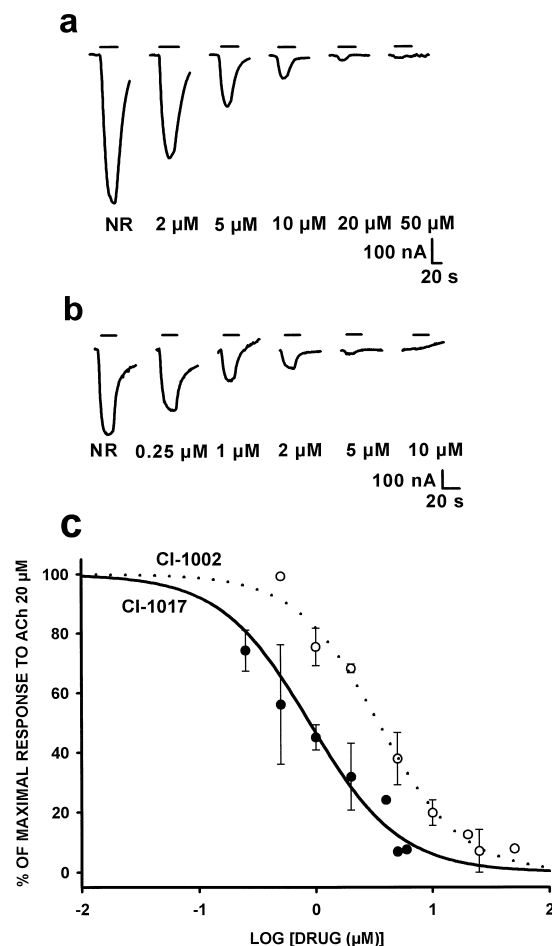 a
NR 2 µM 5 µM 10 µM 20 µM 50 µM
100 nA
20 s
b
NR 0.25 µM 1 µM 2 µM 5 µM 10 µM
100 nA
20 s
c
% OF MAXIMAL RESPONSE TO ACh 20 µM
100
80
60
40
20
0
CI-1002
CI-1017
-2 -1 0 1 2
LOG [DRUG (µM)]